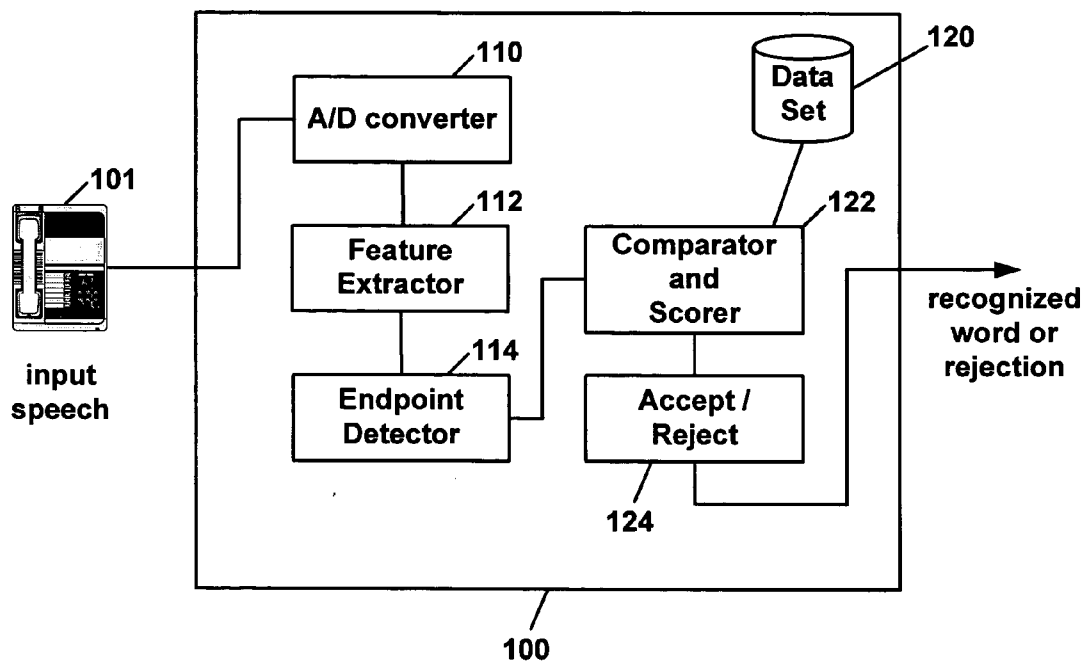 110
A/D converter
101
input
speech
112
Feature
Extractor
114
Endpoint
Detector
120
Data
Set
122
Comparator
and
Scorer
Accept /
Reject
124
recognized
word or
rejection
100